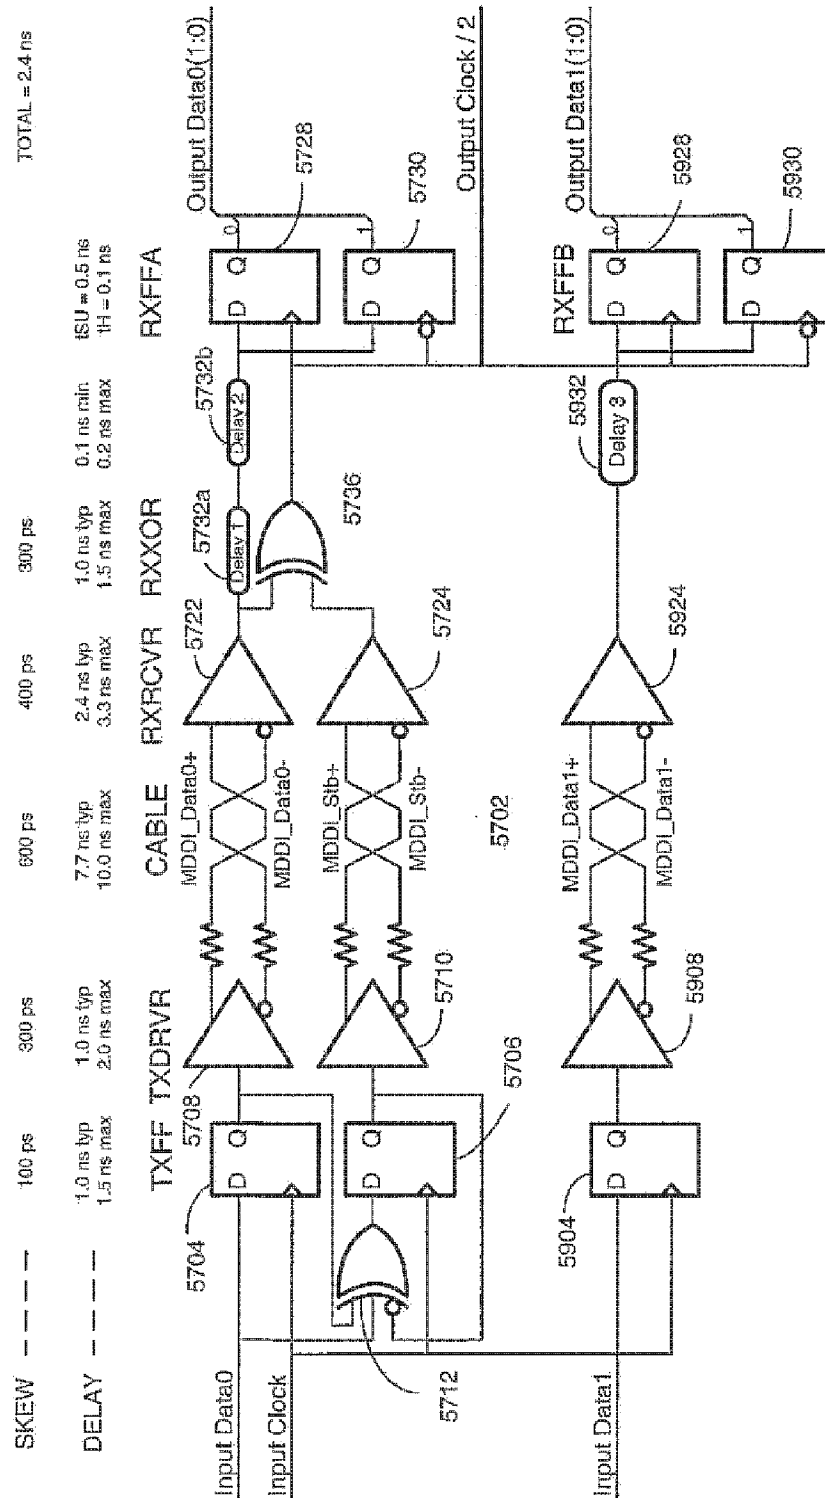 SKEW
100 ps
300 ps
600 ps
400 ps
300 ps
TOTAL = 2.4 ns
DELAY
1.0 ns typ
1.5 ns max
1.0 ns typ
2.0 ns max
7.7 ns typ
10.0 ns max
2.4 ns typ
3.3 ns max
1.0 ns typ
1.5 ns max
0.1 ns min
0.2 ns max
tSU = 0.5 ns
tH = 0.1 ns
TXFF
TXDRVR
CABLE
RXRCVR
RXXOR
RXFFA
5704
5708
MDDI_Data0+
5722
5732a
5732b
Input Data0
D
Q
MDDI_Data0-
Delay 1
Delay 2
D
Q
0
Output Data0(1:0)
5728
Input Clock
5710
MDDI_Stb+
5736
5730
D
Q
5706
MDDI_Stb-
5724
D
Q
1
5712
5702
Output Clock / 2
RXFFB
5904
MDDI_Data1+
5932
Input Data1
D
Q
5908
MDDI_Data1-
5924
Delay 3
D
Q
0
Output Data1(1:0)
5928
D
Q
1
5930